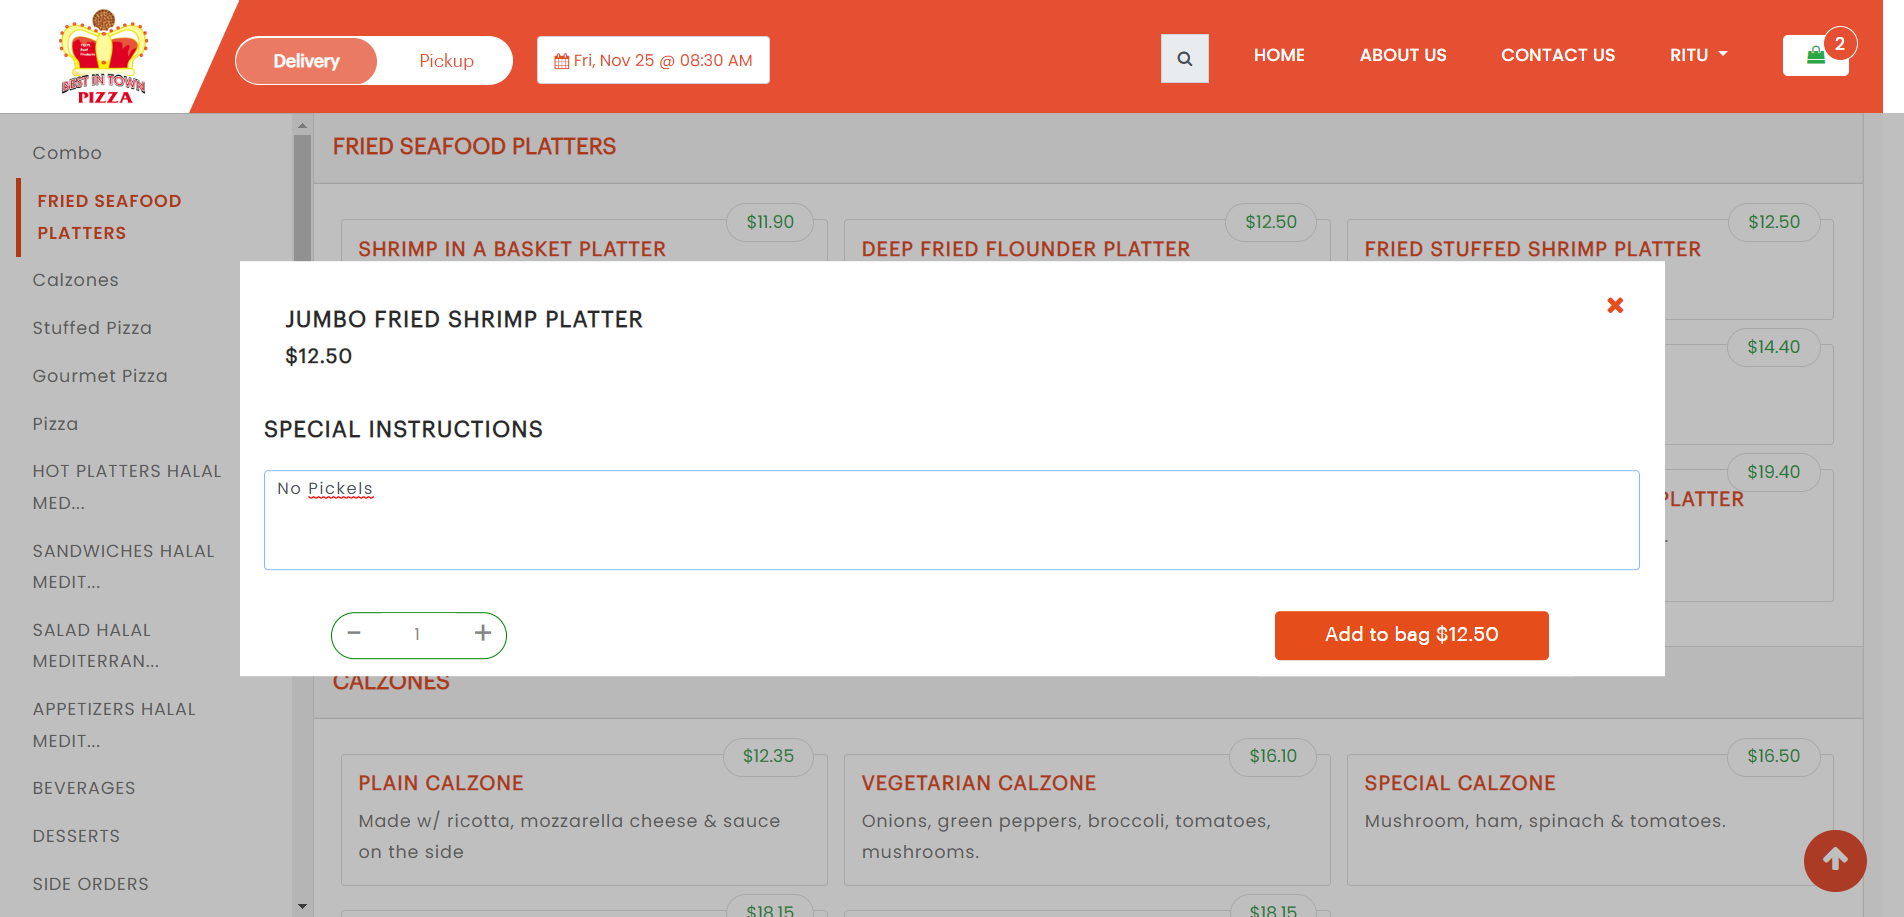 BEST IN TOWN
PIZZA
Delivery
Pickup
Fri, Nov 25 @ 08:30 AM
HOME
ABOUT US
CONTACT US
RITU
2
Combo
FRIED SEAFOOD
PLATTERS
Calzones
Stuffed Pizza
Gourmet Pizza
Pizza
HOT PLATTERS HALAL
MED...
SANDWICHES HALAL
MEDIT...
SALAD HALAL
MEDITERRAN...
APPETIZERS HALAL
MEDIT...
BEVERAGES
DESSERTS
SIDE ORDERS
FRIED SEAFOOD PLATTERS
$11.90
SHRIMP IN A BASKET PLATTER
$12.50
DEEP FRIED FLOUNDER PLATTER
$12.50
FRIED STUFFED SHRIMP PLATTER
$14.40
$19.40
PLATTER
JUMBO FRIED SHRIMP PLATTER
$12.50
SPECIAL INSTRUCTIONS
No Pickels
1
Add to bag $12.50
CALZONES
$12.35
PLAIN CALZONE
Made w/ ricotta, mozzarella cheese & sauce
on the side
$16.10
VEGETARIAN CALZONE
Onions, green peppers, broccoli, tomatoes,
mushrooms.
$16.50
SPECIAL CALZONE
Mushroom, ham, spinach & tomatoes.
$18.15
$18.15